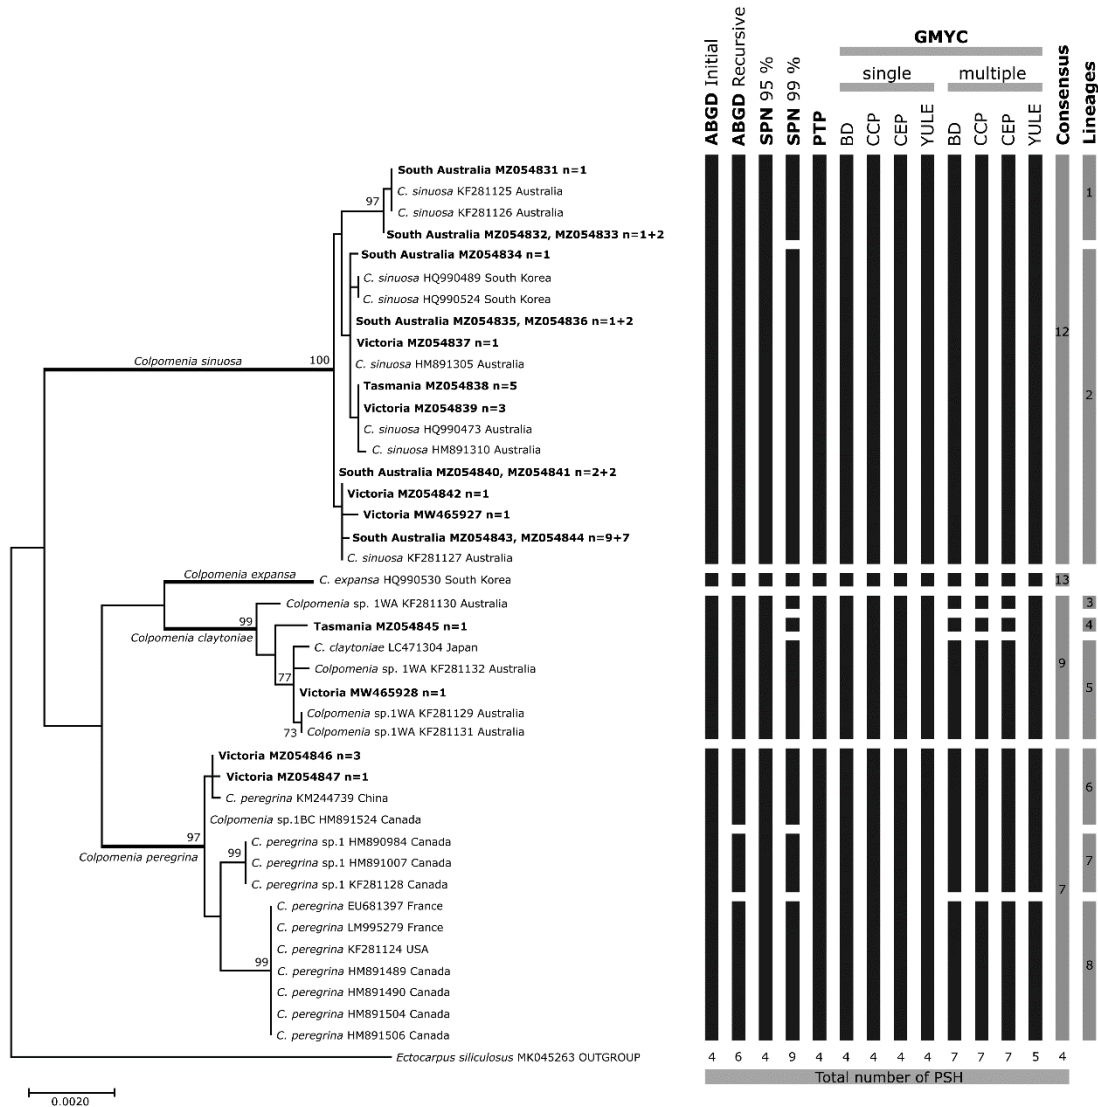 GMYC
single
multiple
ABGD Initial
ABGD Recursive
SPN 95 %
SPN 99 %
PTP
BD
CCP
CEP
YULE
BD
CCP
CEP
YULE
Consensus
Lineages
South Australia MZ054831 n=1
C. sinuosa KF281125 Australia
1
97
C. sinuosa KF281126 Australia
South Australia MZ054832, MZ054833 n=1+2
South Australia MZ054834 n=1
C. sinuosa HQ990489 South Korea
C. sinuosa HQ990524 South Korea
South Australia MZ054835, MZ054836 n=1+2
12
Victoria MZ054837 n=1
Colpomenia sinuosa
100
C. sinuosa HM891305 Australia
Tasmania MZ054838 n=5
2
Victoria MZ054839 n=3
C. sinuosa HQ990473 Australia
C. sinuosa HM891310 Australia
South Australia MZ054840, MZ054841 n=2+2
Victoria MZ054842 n=1
Victoria MW465927 n=1
South Australia MZ054843, MZ054844 n=9+7
C. sinuosa KF281127 Australia
Colpomenia expansa
C. expansa HQ990530 South Korea
13
Colpomenia sp. 1WA KF281130 Australia
3
99
Tasmania MZ054845 n=1
4
Colpomenia claytoniae
C. claytoniae LC471304 Japan
9
Colpomenia sp. 1WA KF281132 Australia
77
5
Victoria MW465928 n=1
Colpomenia sp.1WA KF281129 Australia
73
Colpomenia sp.1WA KF281131 Australia
Victoria MZ054846 n=3
Victoria MZ054847 n=1
6
C. peregrina KM244739 China
Colpomenia sp.1BC HM891524 Canada
97
Colpomenia peregrina
C. peregrina sp.1 HM890984 Canada
99
C. peregrina sp.1 HM891007 Canada
7
C. peregrina sp.1 KF281128 Canada
7
C. peregrina EU681397 France
C. peregrina LM995279 France
C. peregrina KF281124 USA
99
C. peregrina HM891489 Canada
8
C. peregrina HM891490 Canada
C. peregrina HM891504 Canada
C. peregrina HM891506 Canada
Ectocarpus siliculosus MK045263 OUTGROUP
4 6 4 9 4 4 4 4 4 7 7 7 5 4
Total number of PSH
0.0020